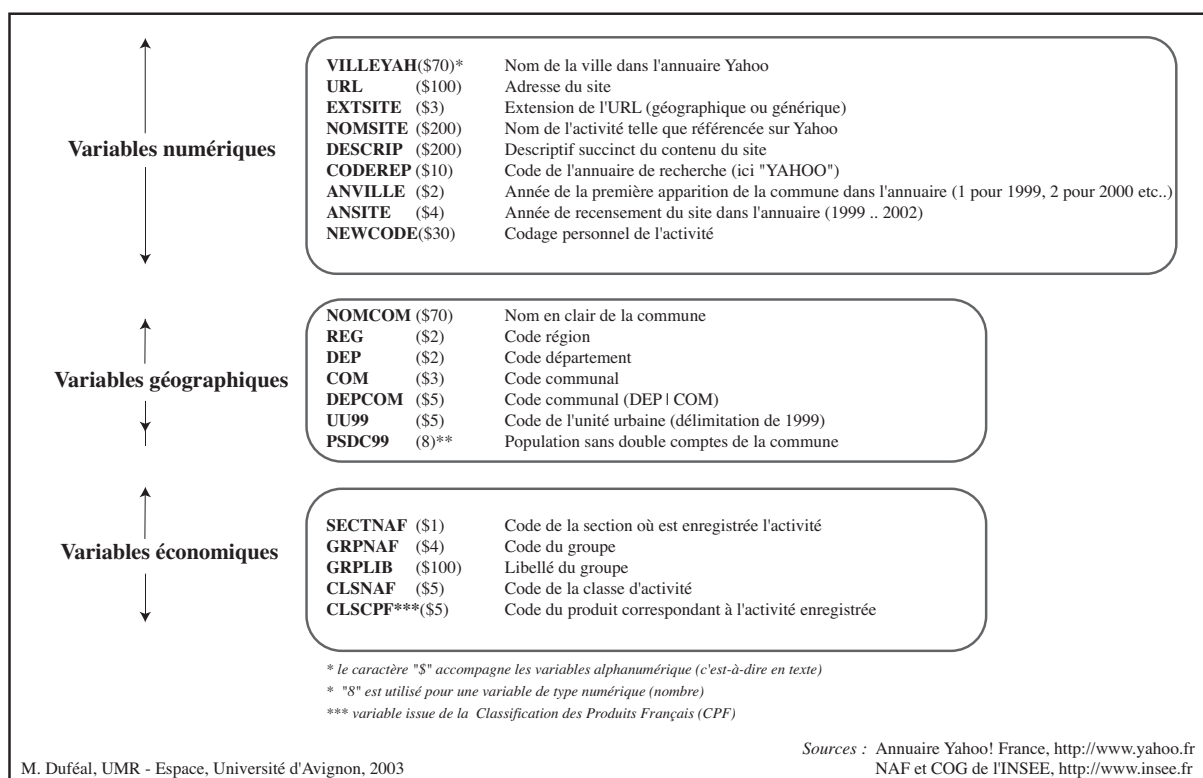 VILLEYAH($70)* Nom de la ville dans l'annuaire Yahoo
URL ($100) Adresse du site
EXTSITE ($3) Extension de l'URL (géographique ou générique)
NOMSITE ($200) Nom de l'activité telle que référencée sur Yahoo
Variables numériques
DESCRIP ($200) Descriptif succinct du contenu du site
CODEREP ($10) Code de l'annuaire de recherche (ici "YAHOO")
ANVILLE ($2) Année de la première apparition de la commune dans l'annuaire (1 pour 1999, 2 pour 2000 etc..)
ANSITE ($4) Année de recensement du site dans l'annuaire (1999 .. 2002)
NEWCODE($30) Codage personnel de l'activité
NOMCOM ($70) Nom en clair de la commune
REG ($2) Code région
DEP ($2) Code département
Variables géographiques
COM ($3) Code communal
DEPCOM ($5) Code communal (DEP | COM)
UU99 ($5) Code de l'unité urbaine (délimitation de 1999)
PSDC99 (8)** Population sans double comptes de la commune
SECTNAF ($1) Code de la section où est enregistrée l'activité
GRPNAF ($4) Code du groupe
Variables économiques
GRPLIB ($100) Libellé du groupe
CLSNAF ($5) Code de la classe d'activité
CLSCPF***($5) Code du produit correspondant à l'activité enregistrée
* le caractère "$" accompagne les variables alphanumérique (c'est-à-dire en texte)
* "8" est utilisé pour une variable de type numérique (nombre)
*** variable issue de la Classification des Produits Français (CPF)
Sources : Annuaire Yahoo! France, http://www.yahoo.fr
M. Duféal, UMR - Espace, Université d'Avignon, 2003
NAF et COG de l'INSEE, http://www.insee.fr